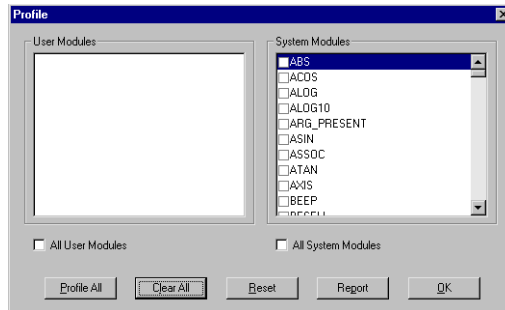 Profile
User Modules
System Modules
ABS
ACOS
ALOG
ALOG10
ARG_PRESENT
ASIN
ASSOC
ATAN
AXIS
BEEP
All User Modules
All System Modules
Profile All
Clear All
Reset
Report
OK